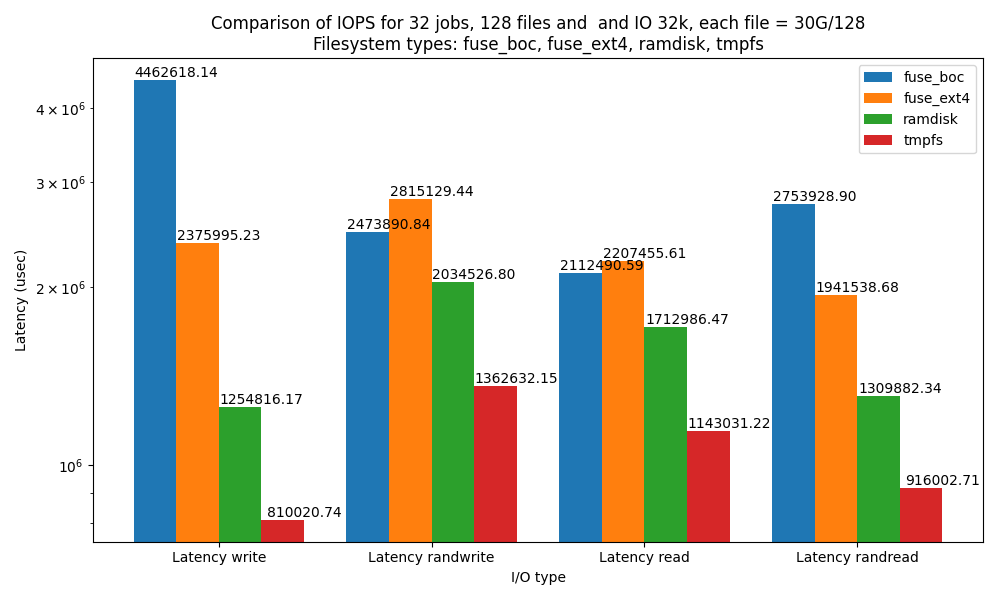 Comparison of IOPS for 32 jobs, 128 files and  and IO 32k, each file = 30G/128
Filesystem types: fuse_boc, fuse_ext4, ramdisk, tmpfs
fuse_boc
fuse_ext4
ramdisk
tmpfs
Latency (usec)
4 × 10⁶
3 × 10⁶
2 × 10⁶
10⁶
4462618.14
2375995.23
1254816.17
810020.74
2473890.84
2815129.44
2034526.80
1362632.15
2112490.59
2207455.61
1712986.47
1143031.22
2753928.90
1941538.68
1309882.34
916002.71
Latency write
Latency randwrite
Latency read
Latency randread
I/O type